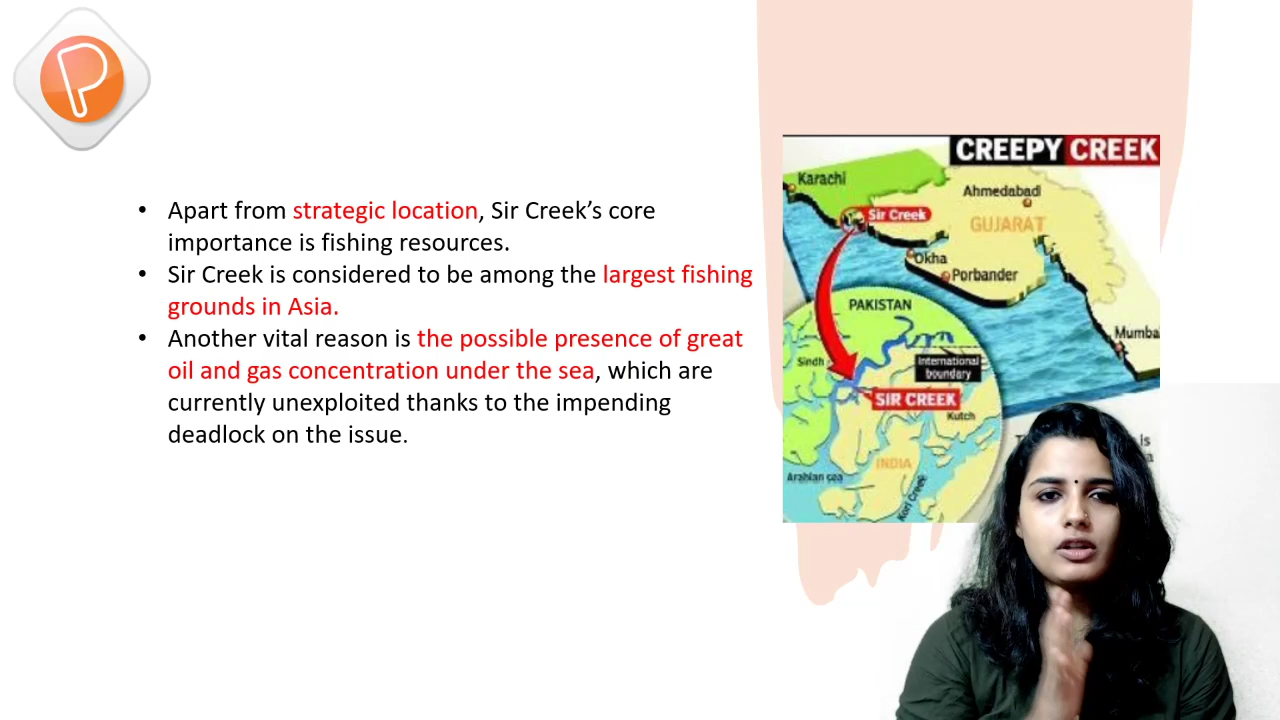 • Apart from strategic location, Sir Creek’s core
importance is fishing resources.
• Sir Creek is considered to be among the largest fishing
grounds in Asia.
• Another vital reason is the possible presence of great
oil and gas concentration under the sea, which are
currently unexploited thanks to the impending
deadlock on the issue.
CREEPY CREEK
Karachi
Ahmedabad
Sir Creek
GUJARAT
Okha
Porbander
PAKISTAN
Mumba
Sindh
International
boundary
SIR CREEK
Kutch
INDIA
Arabian sea
Kori Creek
is
P